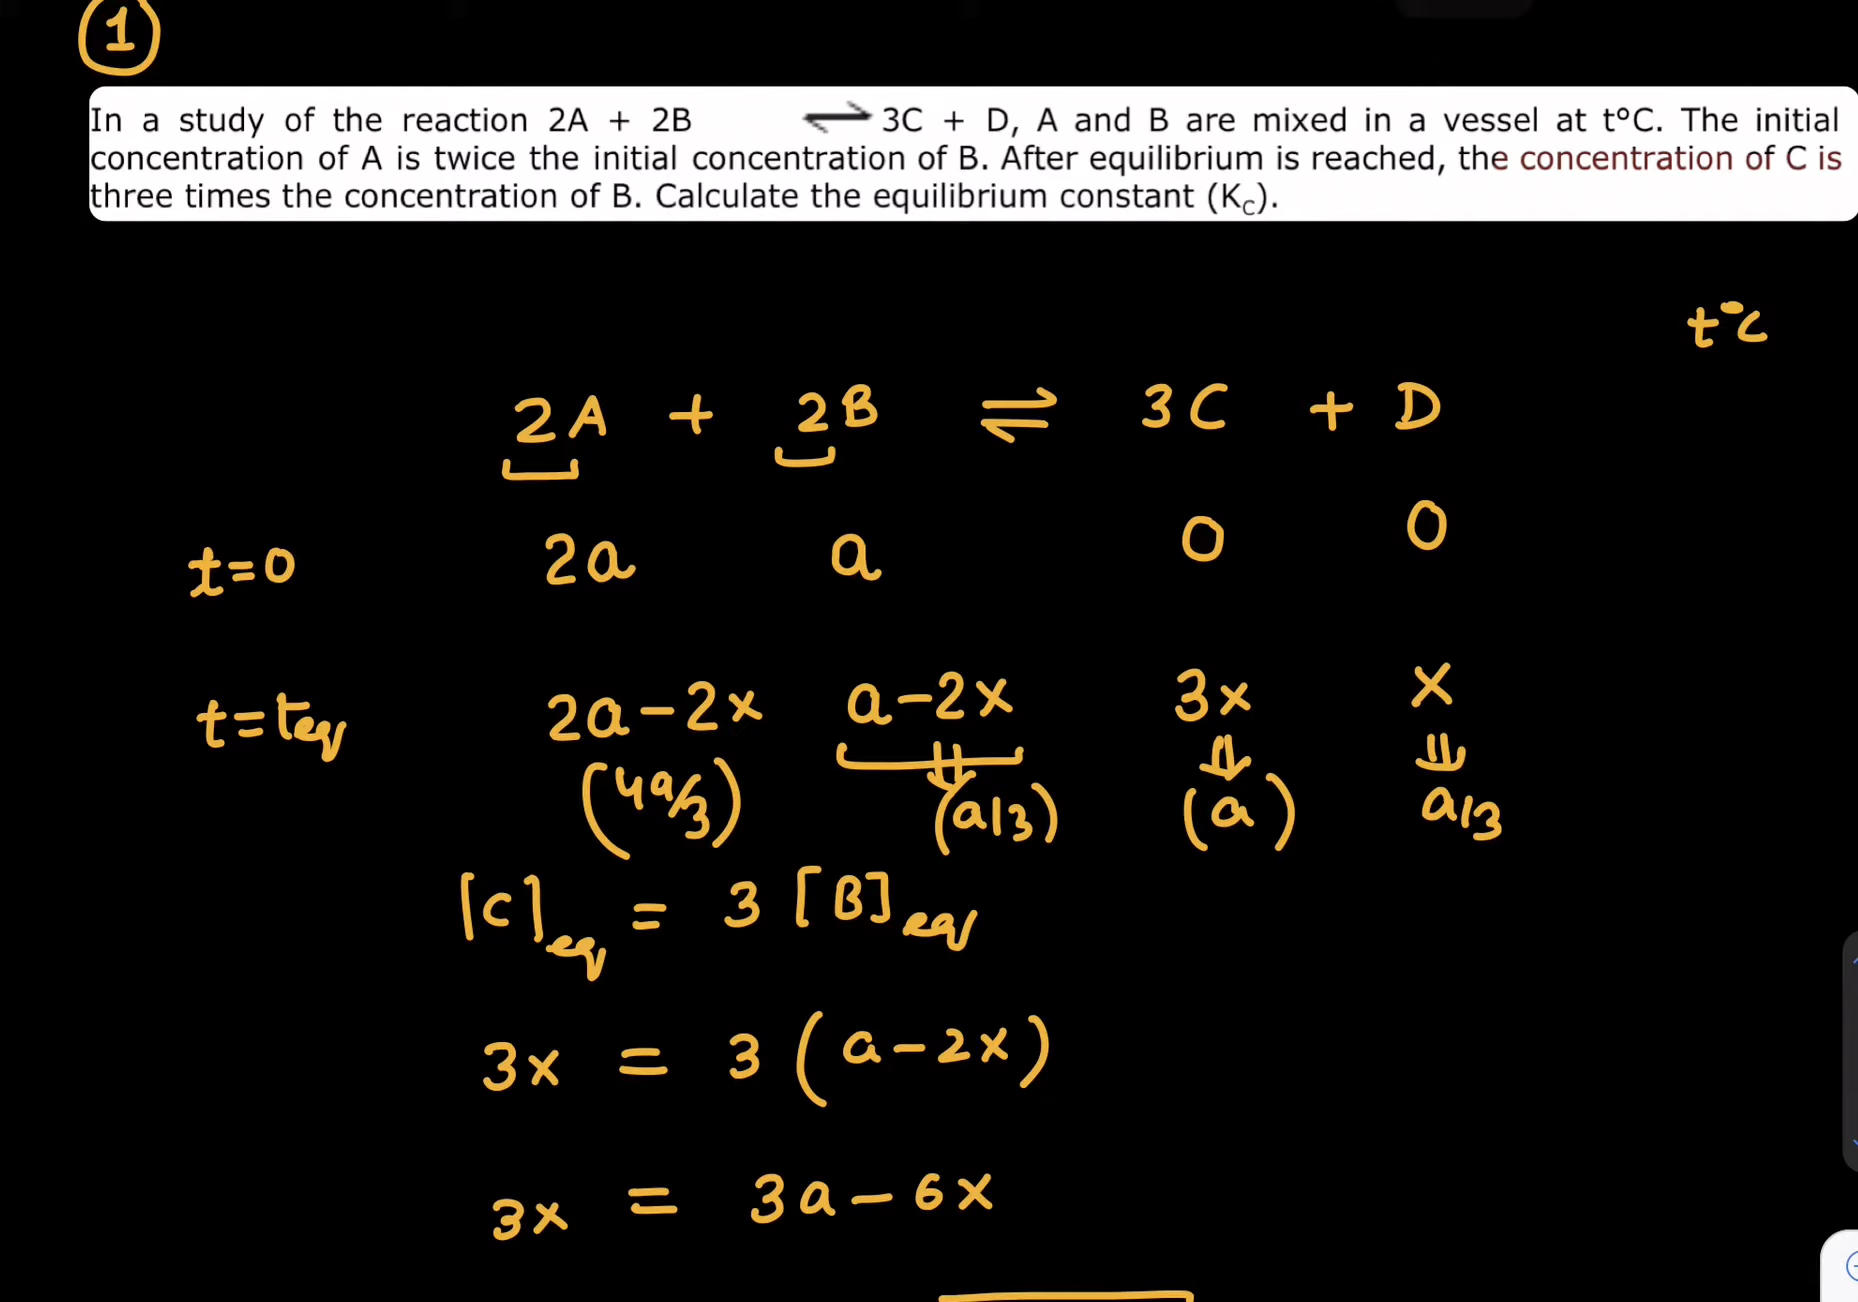 1
In a study of the reaction 2A + 2B ⇌ 3C + D, A and B are mixed in a vessel at t°C. The initial
concentration of A is twice the initial concentration of B. After equilibrium is reached, the concentration of C is
three times the concentration of B. Calculate the equilibrium constant (K_C).
t°C
2A + 2B ⇌ 3C + D
t=0 2a a 0 0
t=teq 2a-2x a-2x 3x x
(4a/3) (a/3) (a) a/3
[C]eq = 3 [B]eq
3x = 3(a-2x)
3x = 3a-6x